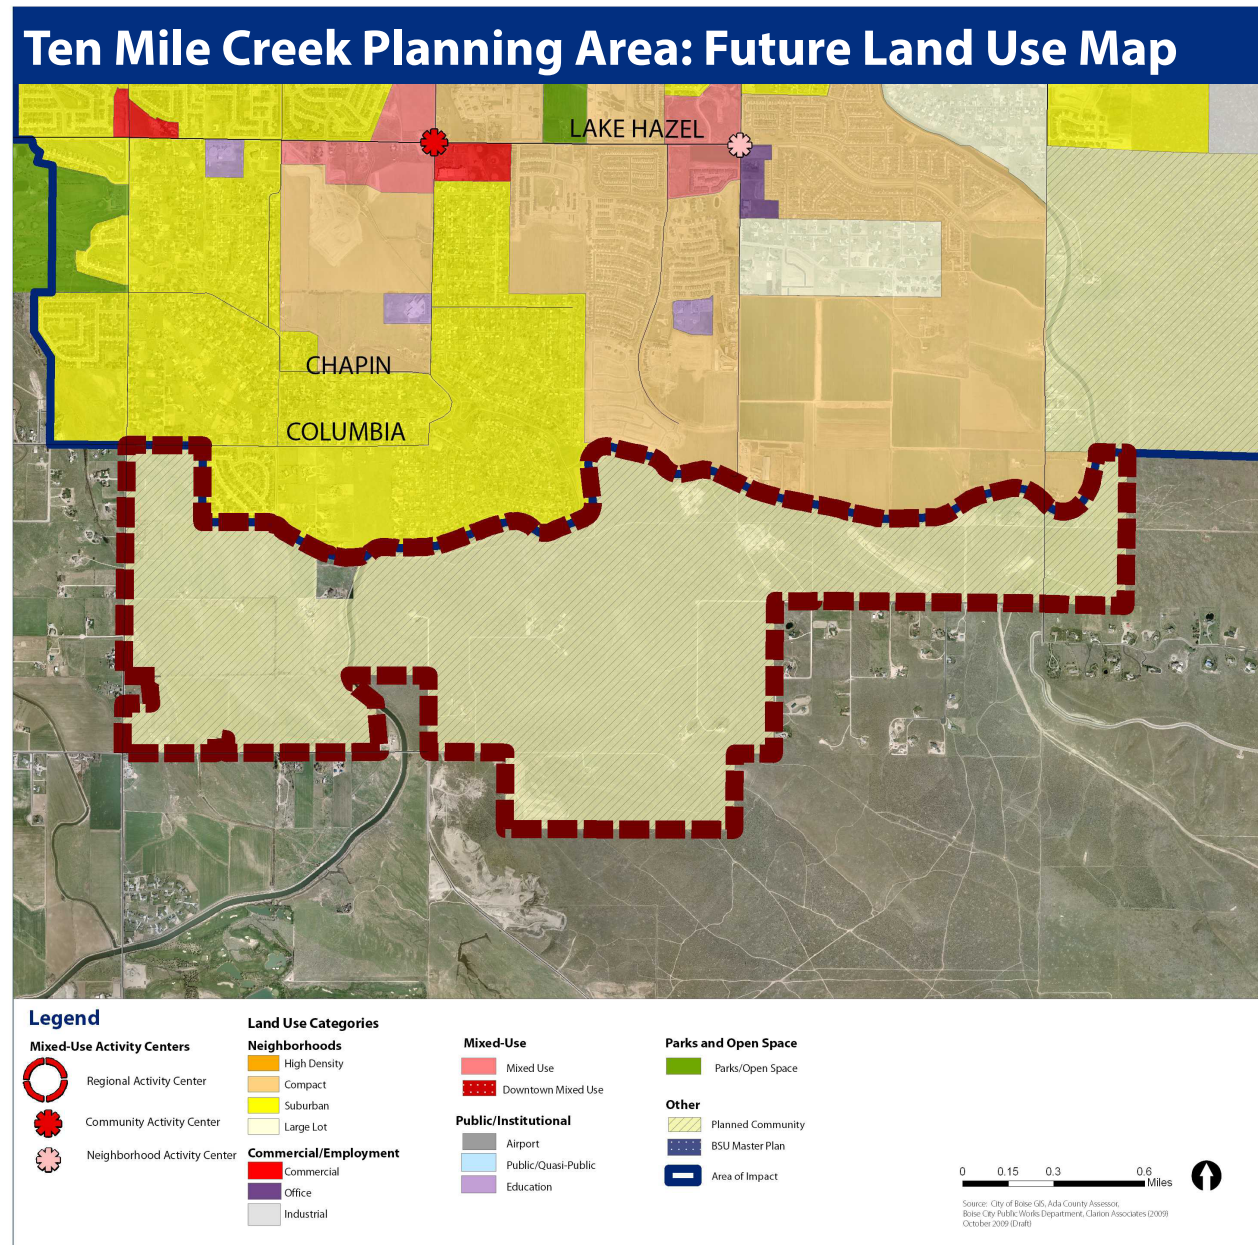 Ten Mile Creek Planning Area: Future Land Use Map
LAKE HAZEL
CHAPIN
COLUMBIA
Legend
Mixed-Use Activity Centers
Regional Activity Center
Community Activity Center
Neighborhood Activity Center
Land Use Categories
Neighborhoods
High Density
Compact
Suburban
Large Lot
Commercial/Employment
Commercial
Office
Industrial
Mixed-Use
Mixed Use
Downtown Mixed Use
Public/Institutional
Airport
Public/Quasi-Public
Education
Parks and Open Space
Parks/Open Space
Other
Planned Community
BSU Master Plan
Area of Impact
0 0.15 0.3 0.6
Miles
Source: City of Boise GIS, Ada County Assessor,
Boise City Public Works Department, Clarion Associates (2009)
October 2009 (Draft)